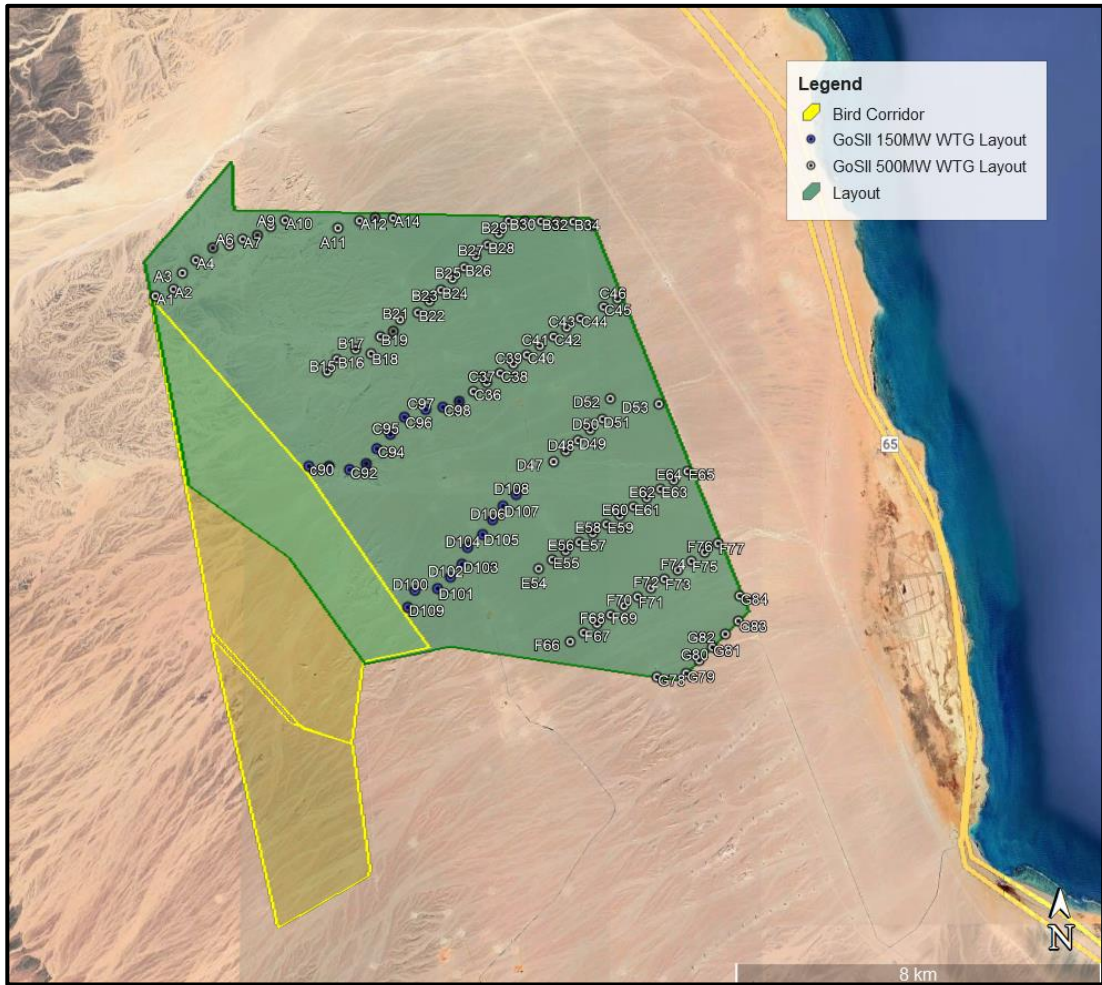 Legend
Bird Corridor
GoSII 150MW WTG Layout
GoSII 500MW WTG Layout
Layout
A9
A10
A12
A14
A11
A6
A7
A4
A3
A2
A1
B29
B30
B32
B34
B27
B28
B25
B26
B23
B24
B21
B22
B19
B17
B18
B15
B16
C46
C45
C43
C44
C41
C42
C39
C40
C37
C38
C36
C97
C98
C95
C96
C94
c90
C92
D52
D53
D50
D51
D48
D49
D47
D108
D106
D107
D104
D105
D102
D103
D100
D101
D109
E64
E65
E62
E63
E60
E61
E58
E59
E56
E57
E55
E54
F76
F77
F74
F75
F72
F73
F70
F71
F68
F69
F67
F66
G84
G83
G82
G81
G80
G79
G78
65
N
8 km